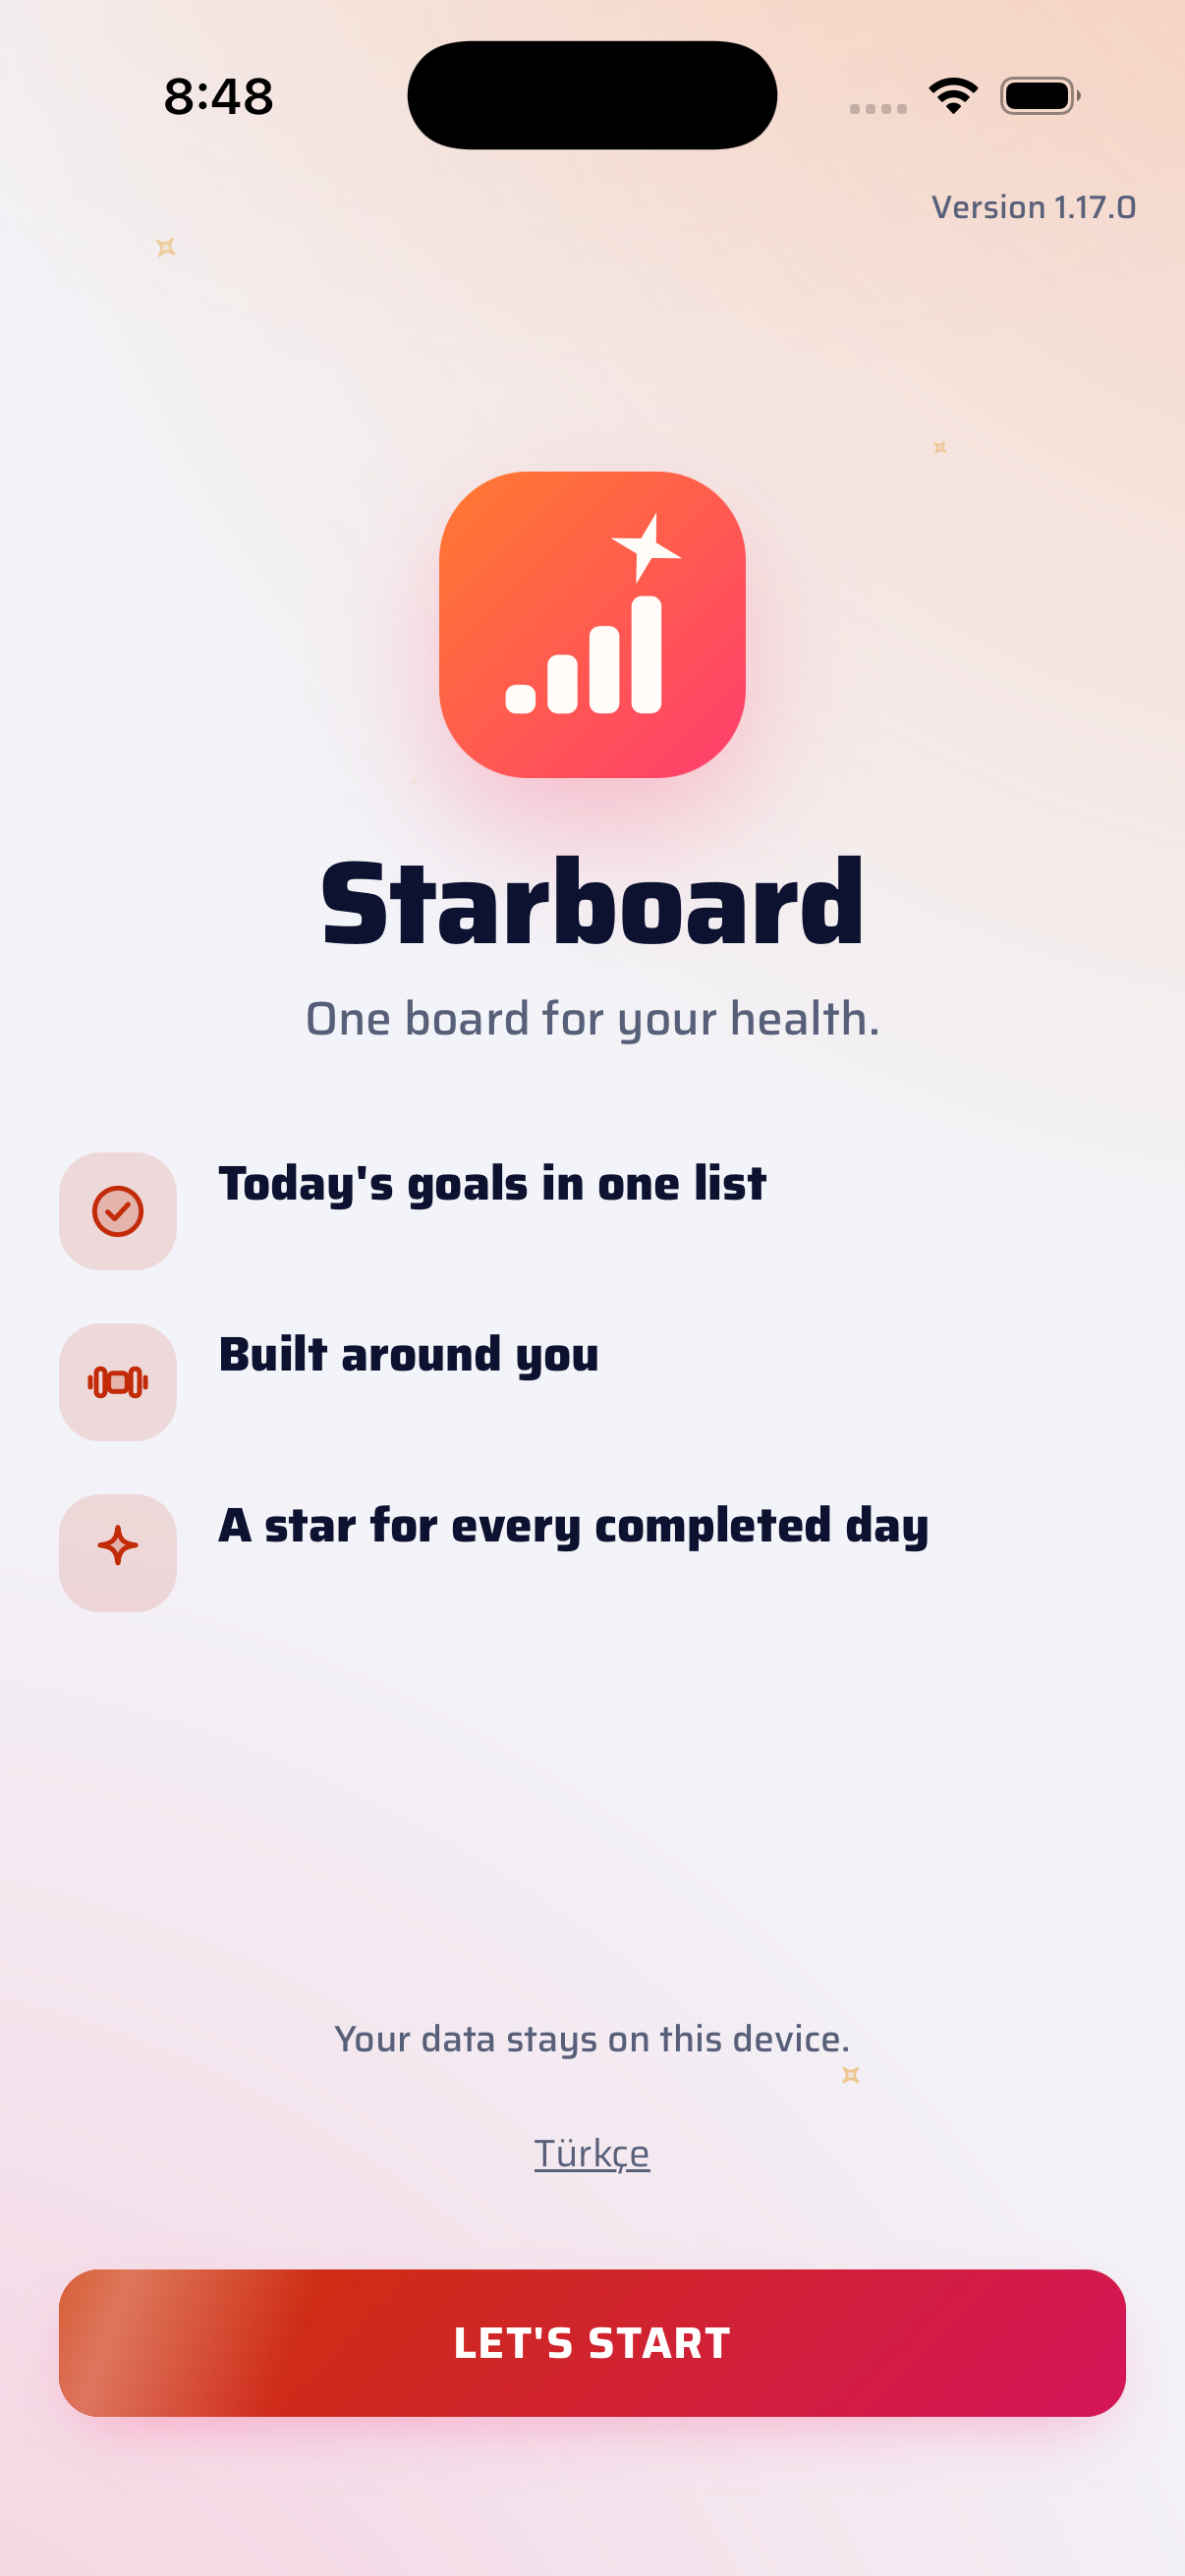 8:48
Version 1.17.0
Starboard
One board for your health.
Today's goals in one list
Built around you
A star for every completed day
Your data stays on this device.
Türkçe
LET'S START